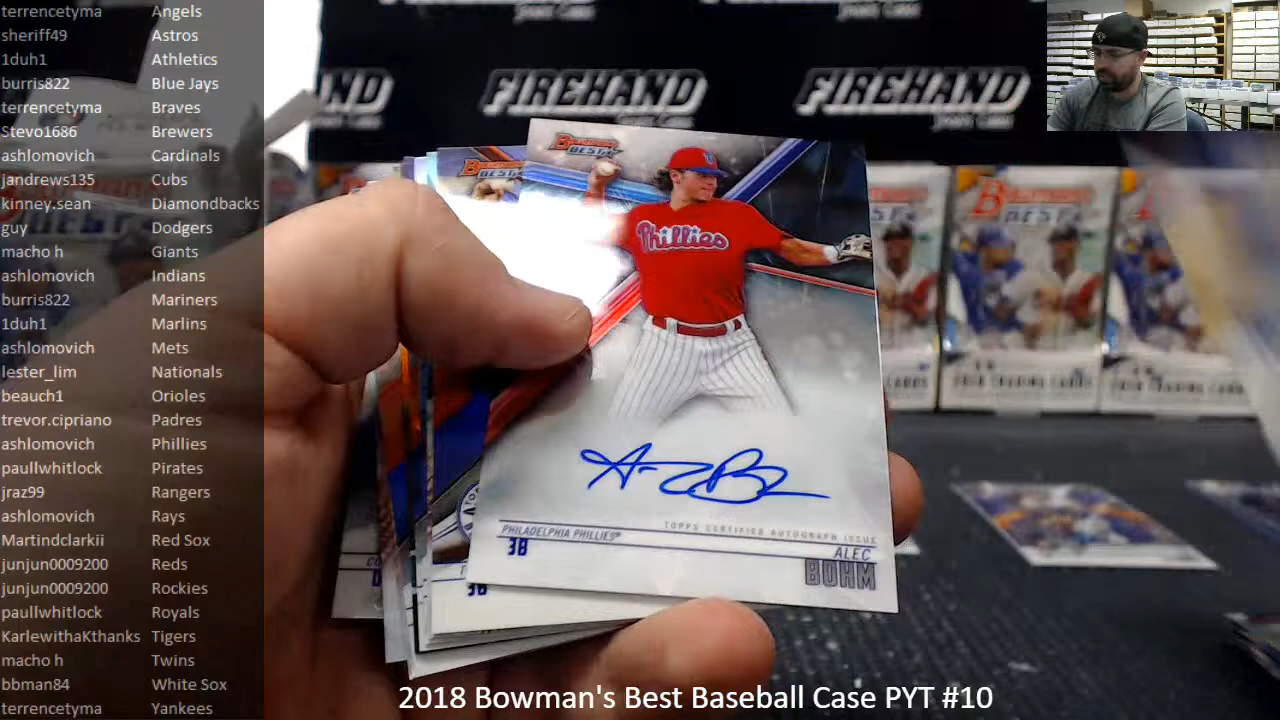 terrencetyma Angels
sheriff49 Astros
1duh1 Athletics
burris822 Blue Jays
terrencetyma Braves
Stevo1686 Brewers
ashlomovich Cardinals
jandrews135 Cubs
kinney.sean Diamondbacks
guy Dodgers
macho h Giants
ashlomovich Indians
burris822 Mariners
1duh1 Marlins
ashlomovich Mets
lester_lim Nationals
beauch1 Orioles
trevor.cipriano Padres
ashlomovich Phillies
paullwhitlock Pirates
jraz99 Rangers
ashlomovich Rays
Martindclarkii Red Sox
junjun0009200 Reds
junjun0009200 Rockies
paullwhitlock Royals
KarlewithaKthanks Tigers
macho h Twins
bbman84 White Sox
terrencetyma Yankees
FIREHAND
FIREHAND
BOWMAN'S
BEST
BOWMAN'S
BEST
Phillies
TOPPS CERTIFIED AUTOGRAPH ISSUE
PHILADELPHIA PHILLIES
3B
ALEC
BOHM
BOWMAN
BEST
2018 Bowman's Best Baseball Case PYT #10